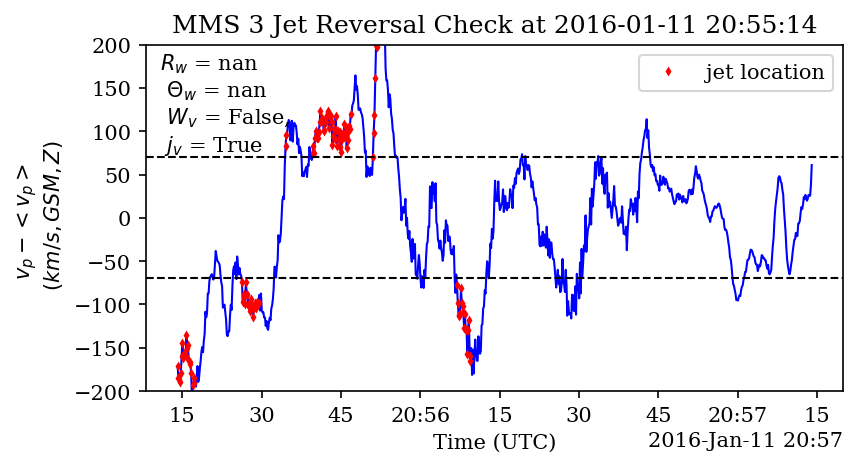 MMS 3 Jet Reversal Check at 2016-01-11 20:55:14
R_w = nan
Θ_w = nan
W_v = False,
j_v = True
jet location
v_p − < v_p >
(km/s, GSM, Z)
200
150
100
50
0
−50
−100
−150
−200
15 30 45 20:56 15 30 45 20:57 15
Time (UTC)
2016-Jan-11 20:57